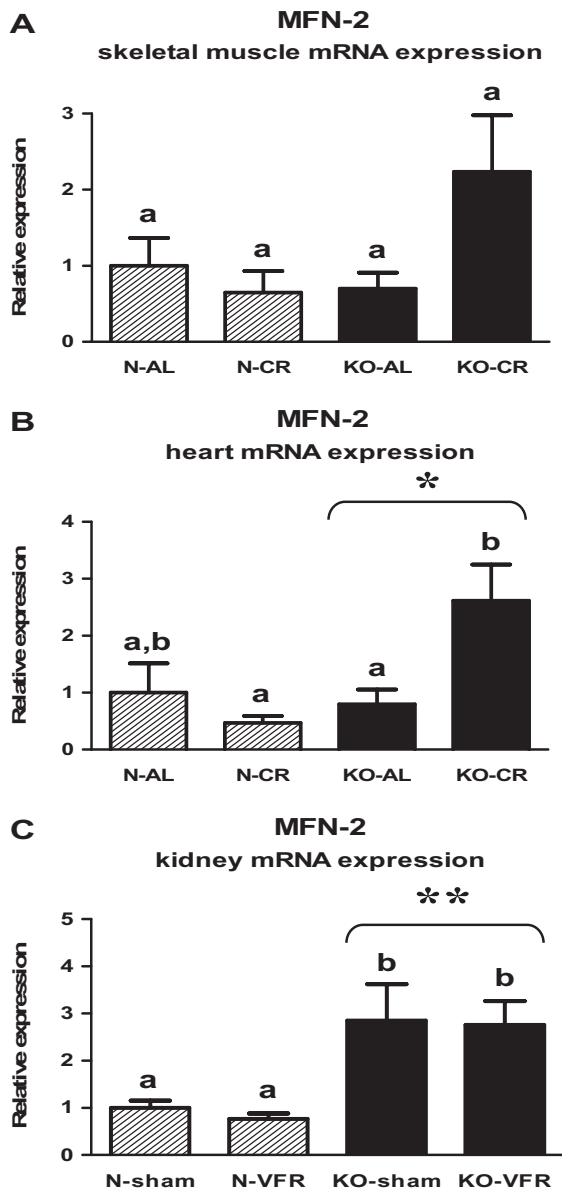 A
MFN-2
skeletal muscle mRNA expression
Relative expression
3
2
1
0
a
a
a
a
N-AL
N-CR
KO-AL
KO-CR
B
MFN-2
heart mRNA expression
*
Relative expression
4
3
2
1
0
a,b
a
a
b
N-AL
N-CR
KO-AL
KO-CR
C
MFN-2
kidney mRNA expression
**
Relative expression
5
4
3
2
1
0
a
a
b
b
N-sham
N-VFR
KO-sham
KO-VFR